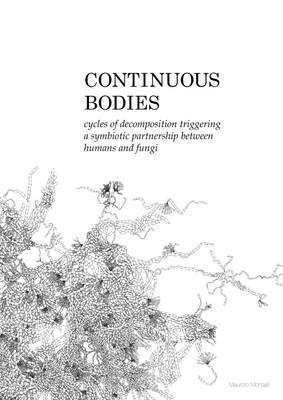 CONTINUOUS
BODIES
cycles of decomposition triggering
a symbiotic partnership between
humans and fungi
Maurizio Montalti